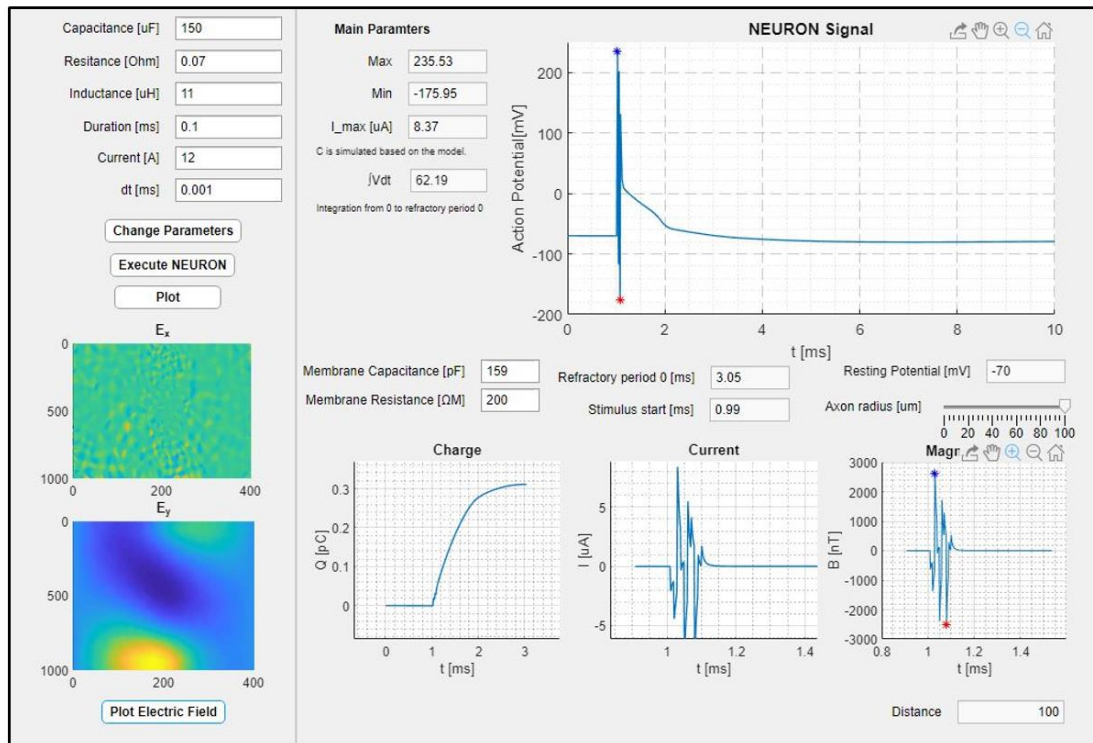 Capacitance [uF] 150
Resitance [Ohm] 0.07
Inductance [uH] 11
Duration [ms] 0.1
Current [A] 12
dt [ms] 0.001
Change Parameters
Execute NEURON
Plot
E_x
0
500
1000
0 200 400
E_y
0
500
1000
0 200 400
Plot Electric Field
Main Paramters
Max 235.53
Min -175.95
I_max [uA] 8.37
C is simulated based on the model.
∫Vdt 62.19
Integration from 0 to refractory period 0
NEURON Signal
Action Potential[mV]
200
100
0
-100
-200
0 2 4 6 8 10
t [ms]
Membrane Capacitance [pF] 159
Membrane Resistance [ΩM] 200
Refractory period 0 [ms] 3.05
Stimulus start [ms] 0.99
Resting Potential [mV] -70
Axon radius [um]
0 20 40 60 80 100
Charge
Q [pC]
0.3
0.2
0.1
0
0 1 2 3
t [ms]
Current
I [uA]
5
0
-5
1 1.2 1.4
t [ms]
Magr
B [nT]
3000
2000
1000
0
-1000
-2000
-3000
0.8 1 1.2 1.4
t [ms]
Distance 100